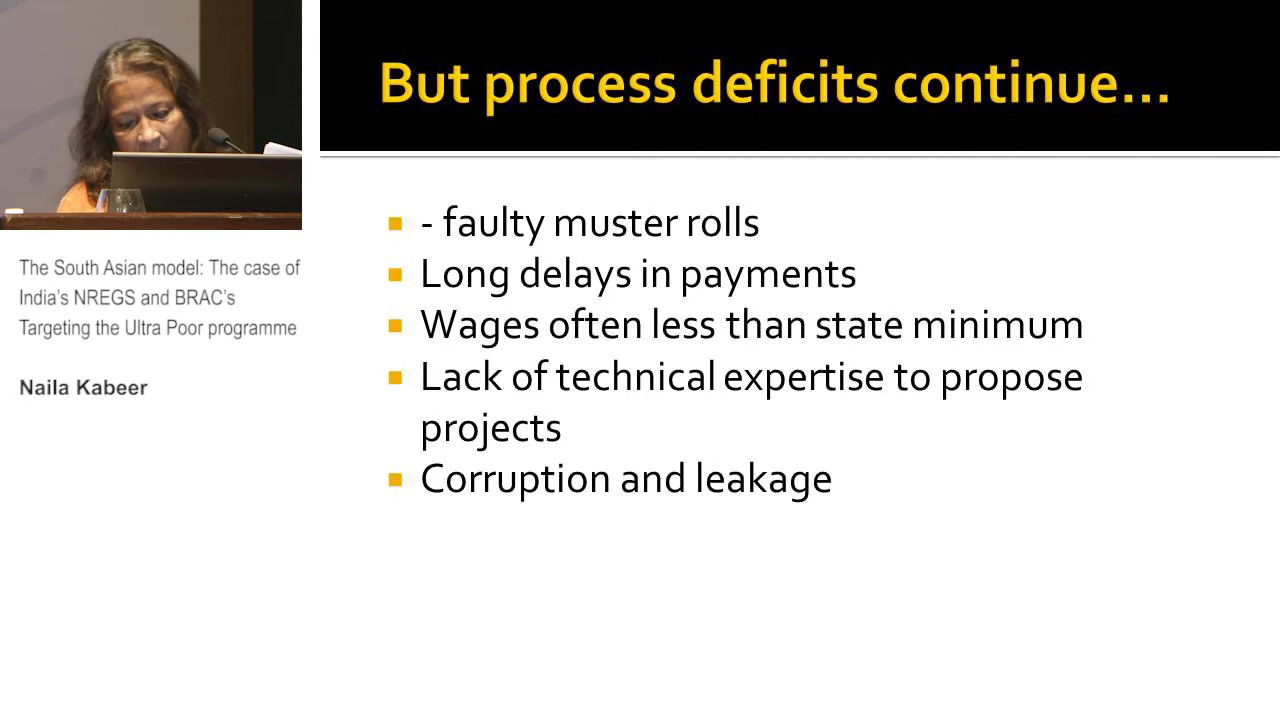 But process deficits continue...
- faulty muster rolls
Long delays in payments
Wages often less than state minimum
Lack of technical expertise to propose
projects
Corruption and leakage
The South Asian model: The case of
India's NREGS and BRAC's
Targeting the Ultra Poor programme
Naila Kabeer